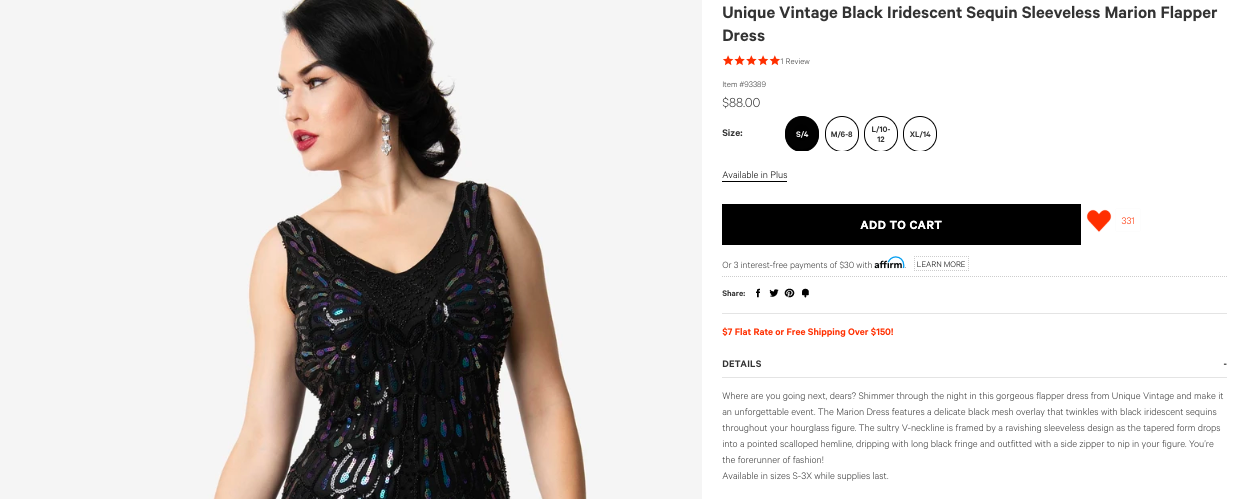 Unique Vintage Black Iridescent Sequin Sleeveless Marion Flapper
Dress
1 Review
Item #93389
$88.00
Size: S/4 M/6-8 L/10-12 XL/14
Available in Plus
ADD TO CART 331
Or 3 interest-free payments of $30 with affirm LEARN MORE
Share:
$7 Flat Rate or Free Shipping Over $150!
DETAILS -
Where are you going next, dears? Shimmer through the night in this gorgeous flapper dress from Unique Vintage and make it
an unforgettable event. The Marion Dress features a delicate black mesh overlay that twinkles with black iridescent sequins
throughout your hourglass figure. The sultry V-neckline is framed by a ravishing sleeveless design as the tapered form drops
into a pointed scalloped hemline, dripping with long black fringe and outfitted with a side zipper to nip in your figure. You're
the forerunner of fashion!
Available in sizes S-3X while supplies last.